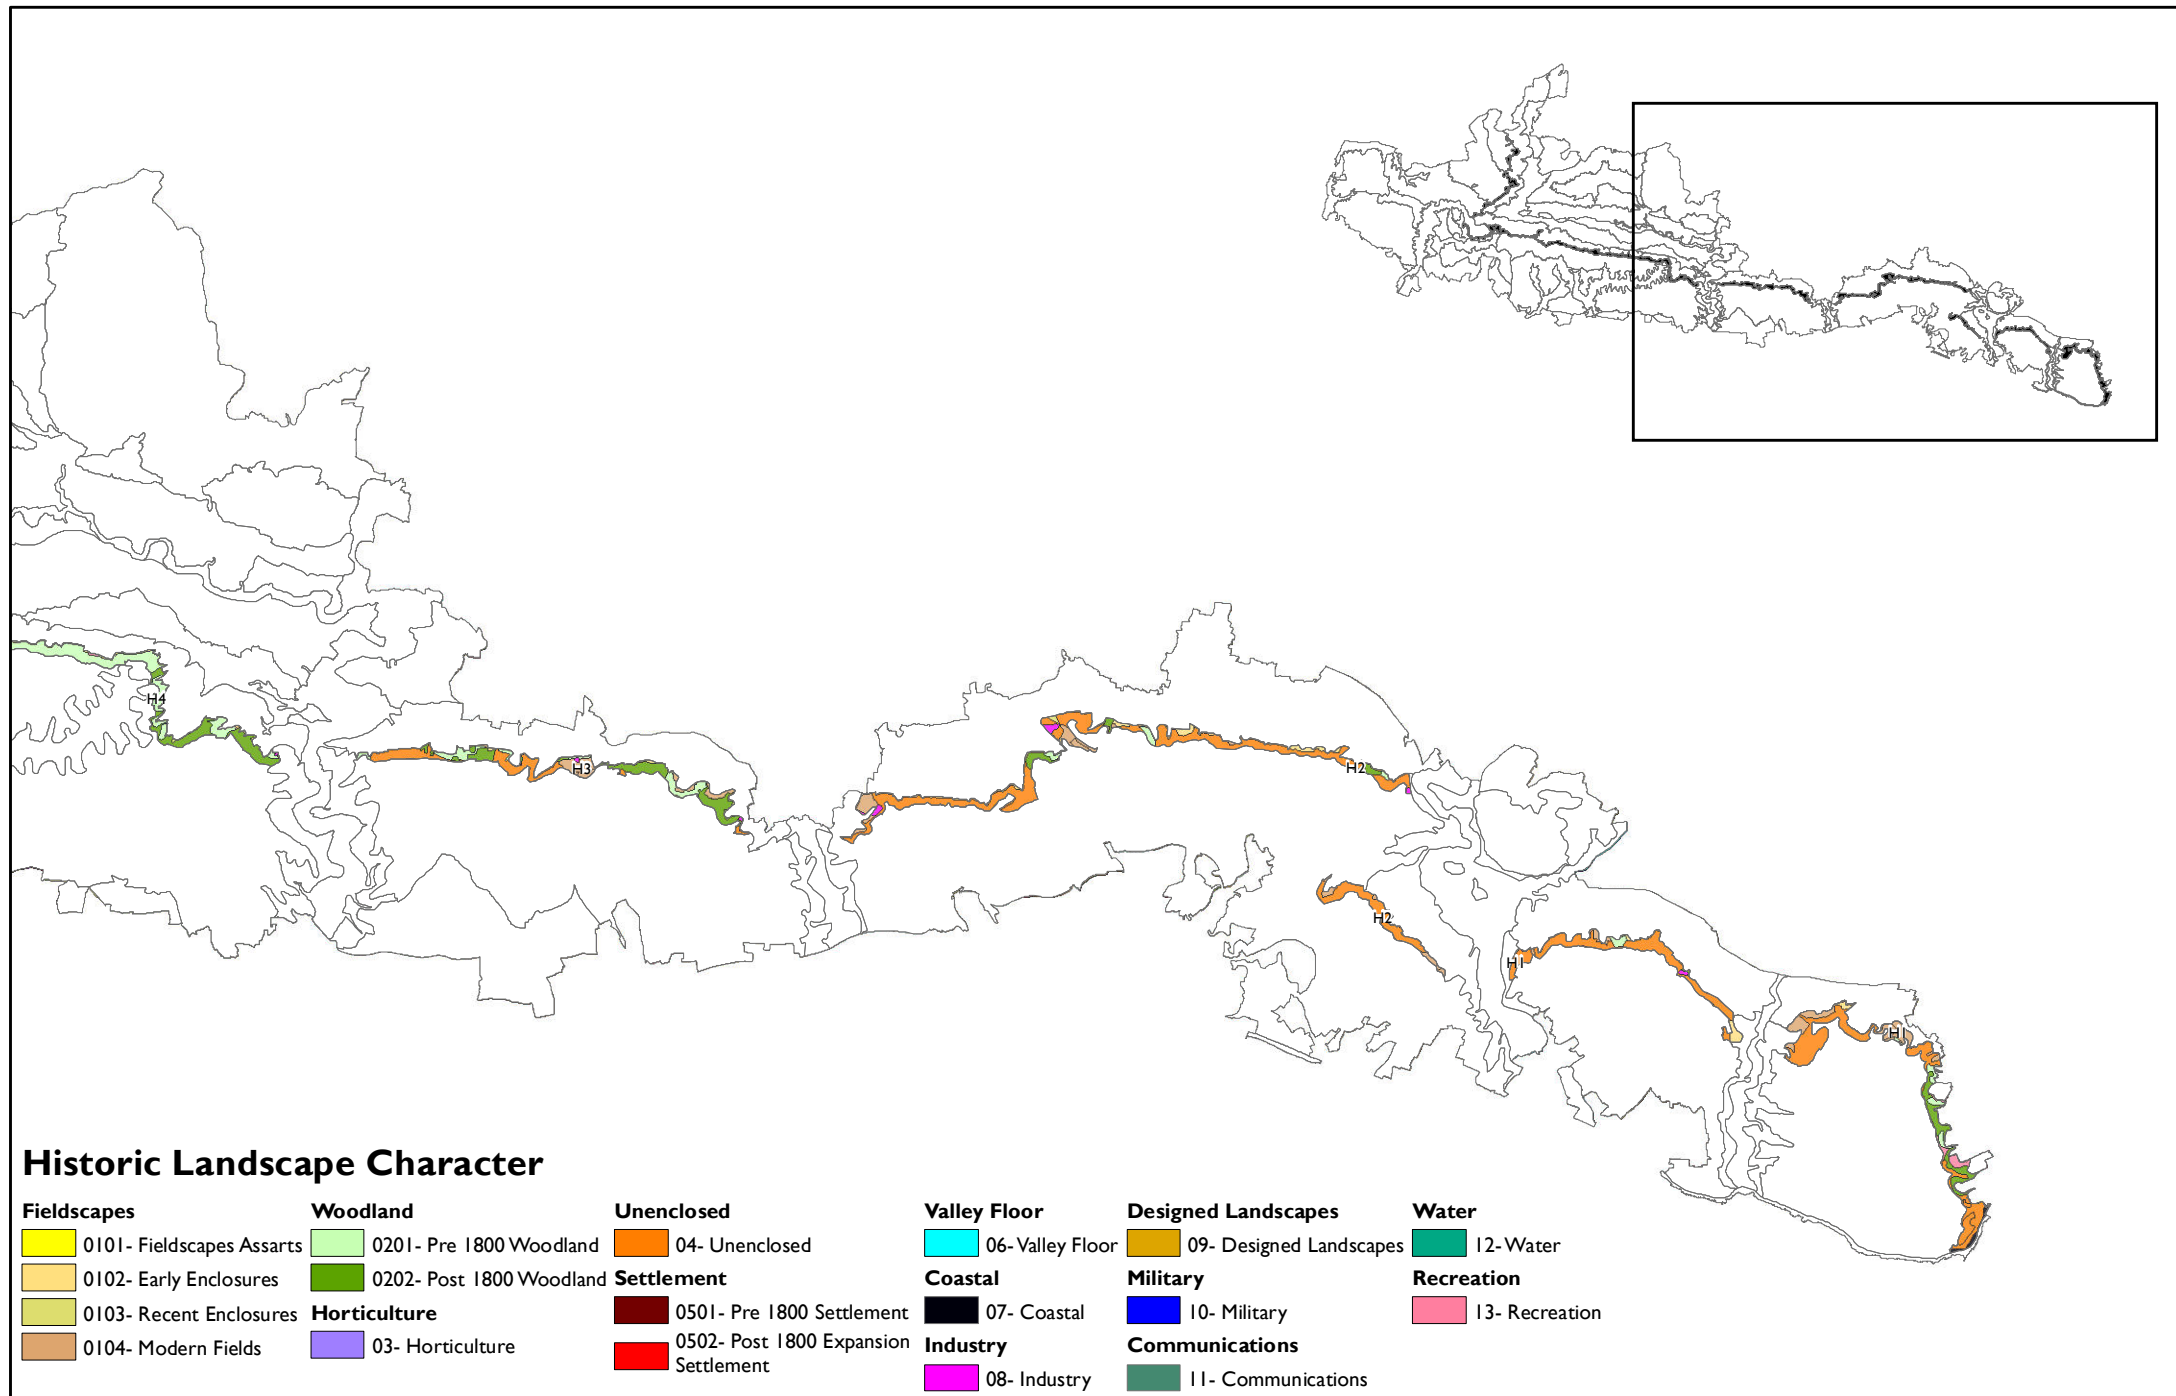 H4
H3
H2
H2
H1
H1
Historic Landscape Character
Fieldscapes
0101- Fieldscapes Assarts
0102- Early Enclosures
0103- Recent Enclosures
0104- Modern Fields
Woodland
0201- Pre 1800 Woodland
0202- Post 1800 Woodland
Horticulture
03- Horticulture
Unenclosed
04- Unenclosed
Settlement
0501- Pre 1800 Settlement
0502- Post 1800 Expansion
Settlement
Valley Floor
06- Valley Floor
Coastal
07- Coastal
Industry
08- Industry
Designed Landscapes
09- Designed Landscapes
Military
10- Military
Communications
11- Communications
Water
12- Water
Recreation
13- Recreation